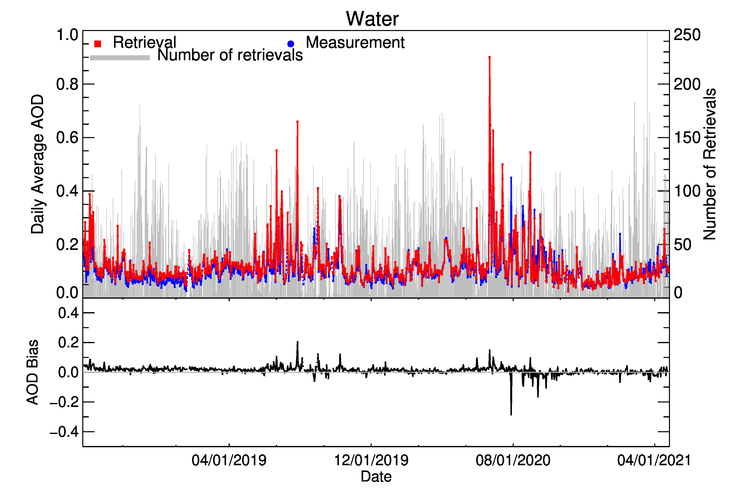 Water
Retrieval
Measurement
Number of retrievals
Daily Average AOD
1.0
0.8
0.6
0.4
0.2
0.0
250
200
150
100
50
0
Number of Retrievals
AOD Bias
0.4
0.2
0.0
−0.2
−0.4
04/01/2019 12/01/2019 08/01/2020 04/01/2021
Date